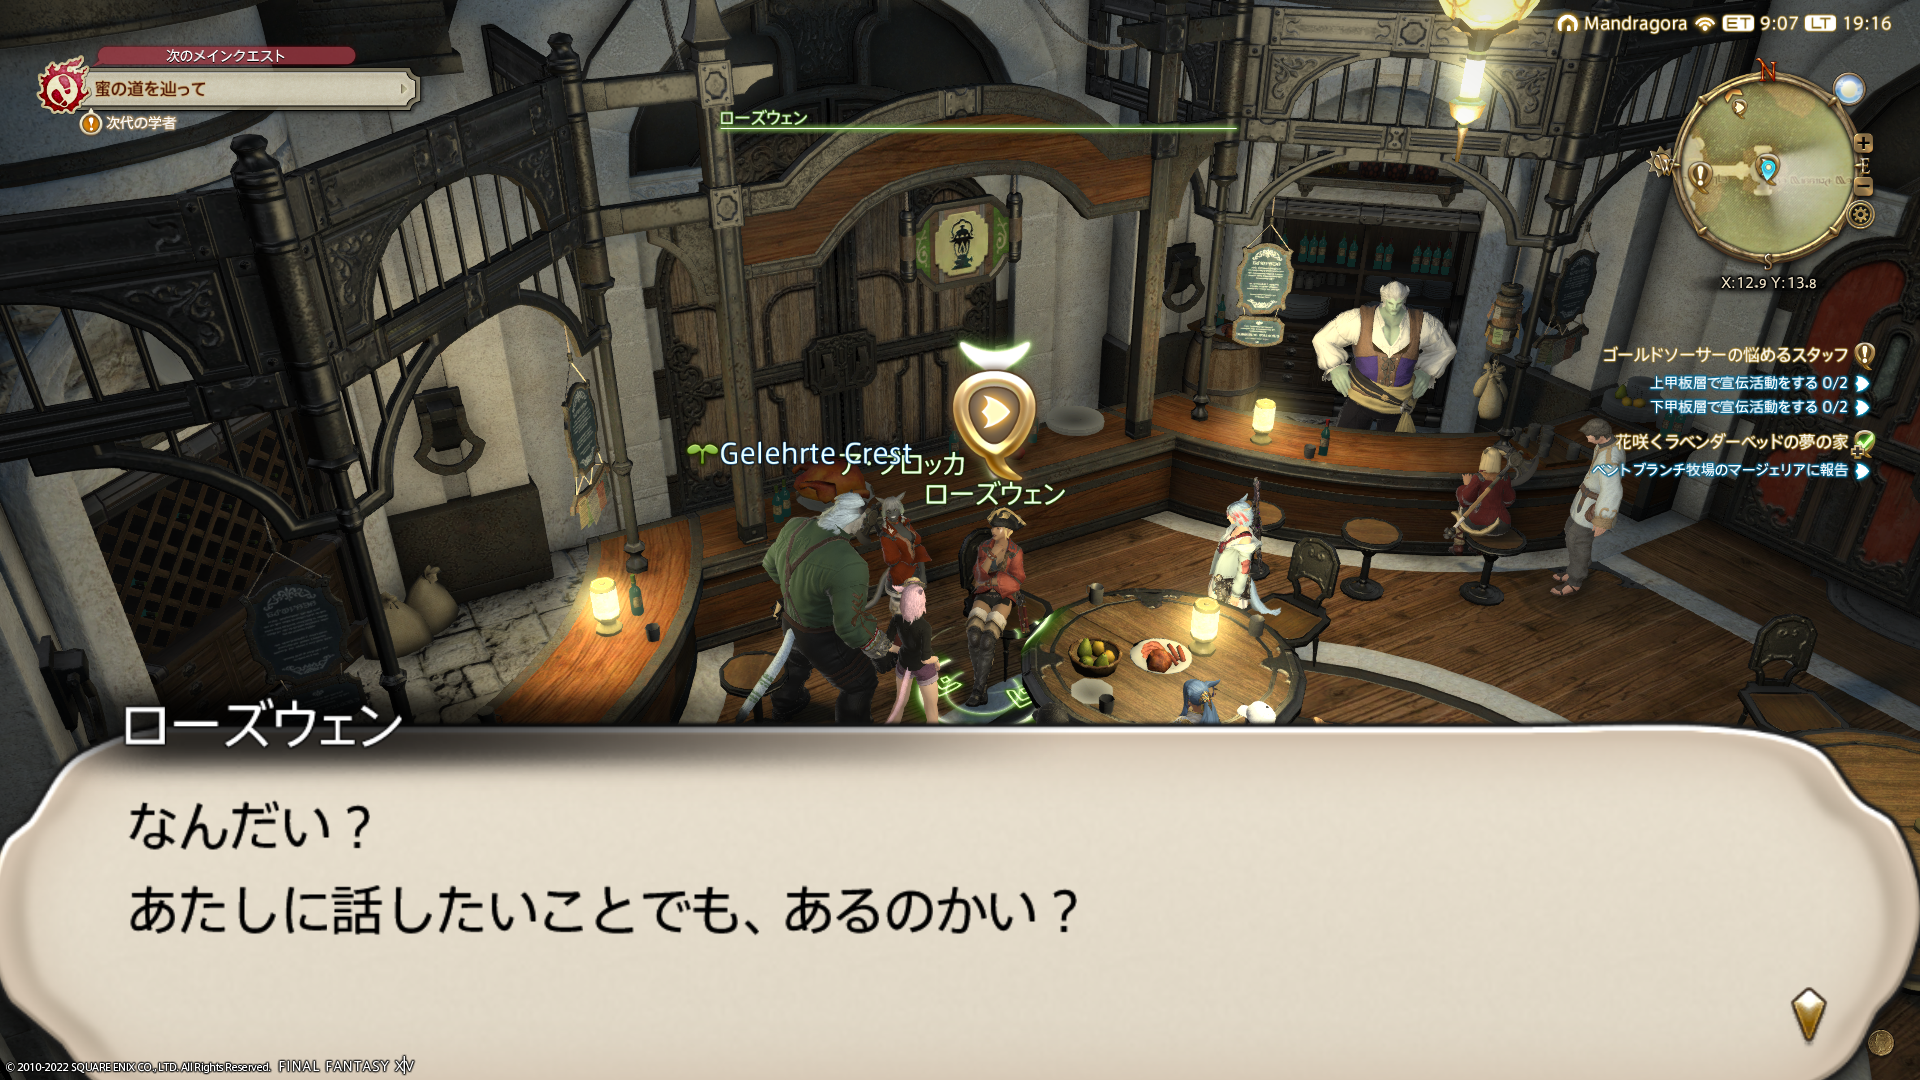 次のメインクエスト
蜜の道を辿って
次代の学者
Mandragora ET 9:07 LT 19:16
N
W
E
S
X:12.9 Y:13.8
ローズウェン
ゴールドソーサーの悩めるスタッフ
上甲板層で宣伝活動をする 0/2
下甲板層で宣伝活動をする 0/2
花咲くラベンダーベッドの夢の家
ベントブランチ牧場のマージェリアに報告
Gelehrte Crest
ローズウェン
ローズウェン
なんだい？
あたしに話したいことでも、あるのかい？
© 2010-2022 SQUARE ENIX CO., LTD. All Rights Reserved. FINAL FANTASY XIV